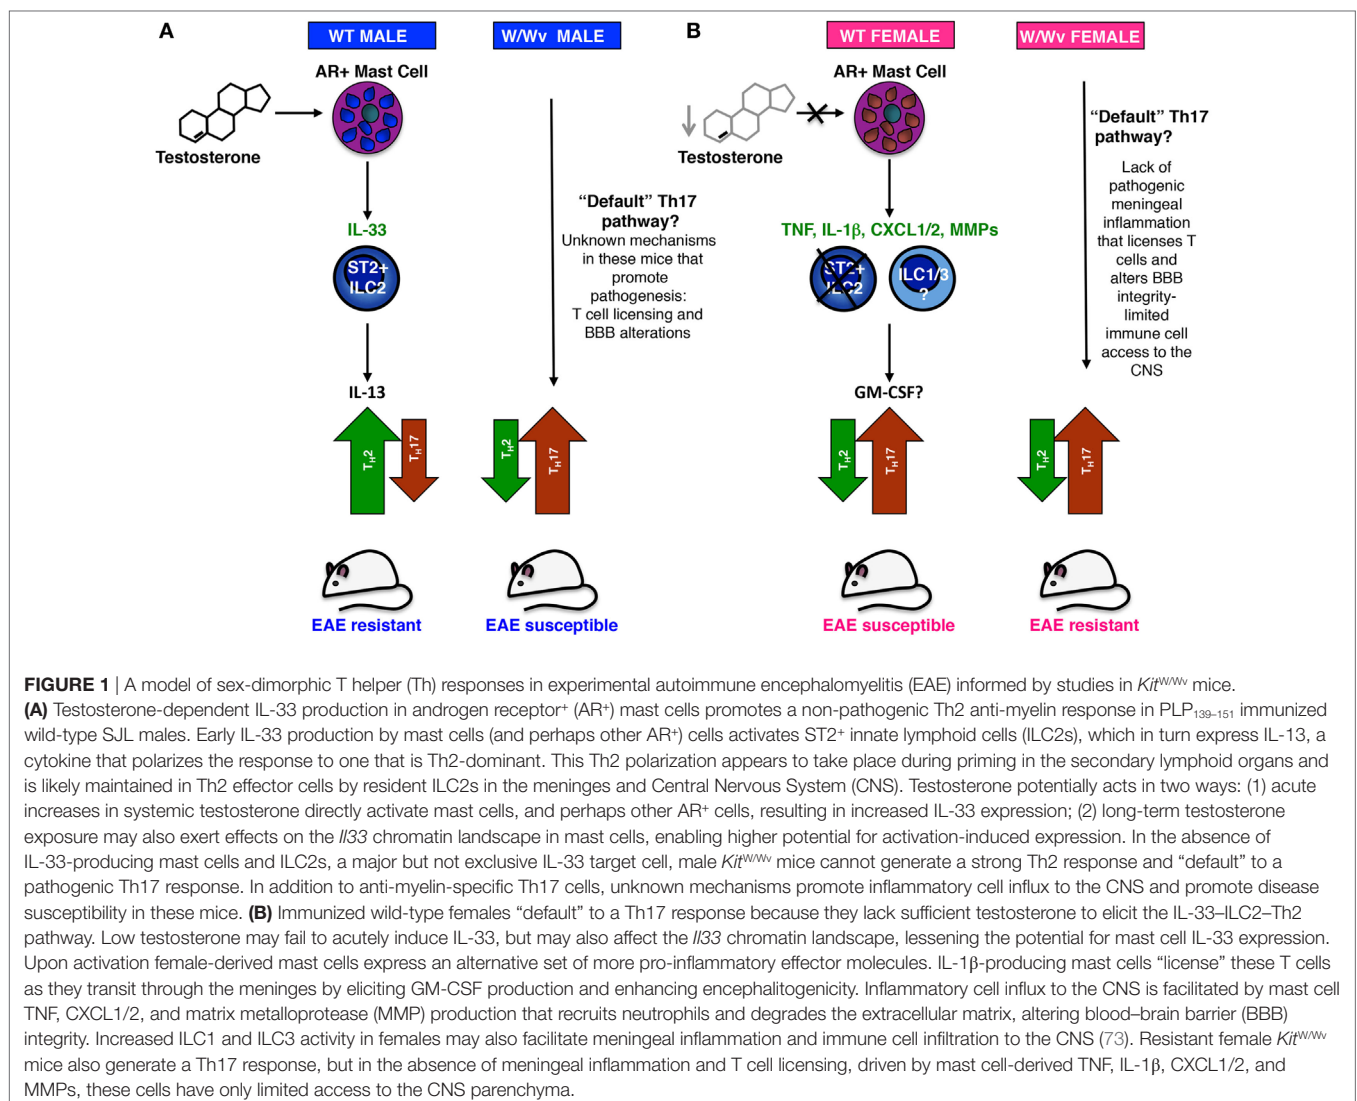 A
WT MALE
W/Wv MALE
AR+ Mast Cell
Testosterone
IL-33
ST2+
ILC2
IL-13
TH2
TH17
"Default" Th17
pathway?
Unknown mechanisms
in these mice that
promote
pathogenesis:
T cell licensing and
BBB alterations
TH2
TH17
EAE resistant
EAE susceptible
B
WT FEMALE
W/Wv FEMALE
AR+ Mast Cell
Testosterone
TNF, IL-1β, CXCL1/2, MMPs
ST2+
ILC2
ILC1/3
?
GM-CSF?
TH2
TH17
"Default" Th17
pathway?
Lack of
pathogenic
meningeal
inflammation
that licenses T
cells and
alters BBB
integrity-
limited
immune cell
access to the
CNS
TH2
TH17
EAE susceptible
EAE resistant
FIGURE 1 | A model of sex-dimorphic T helper (Th) responses in experimental autoimmune encephalomyelitis (EAE) informed by studies in Kit^W/Wv mice.
(A) Testosterone-dependent IL-33 production in androgen receptor⁺ (AR⁺) mast cells promotes a non-pathogenic Th2 anti-myelin response in PLP139–151 immunized
wild-type SJL males. Early IL-33 production by mast cells (and perhaps other AR⁺) cells activates ST2⁺ innate lymphoid cells (ILC2s), which in turn express IL-13, a
cytokine that polarizes the response to one that is Th2-dominant. This Th2 polarization appears to take place during priming in the secondary lymphoid organs and
is likely maintained in Th2 effector cells by resident ILC2s in the meninges and Central Nervous System (CNS). Testosterone potentially acts in two ways: (1) acute
increases in systemic testosterone directly activate mast cells, and perhaps other AR⁺ cells, resulting in increased IL-33 expression; (2) long-term testosterone
exposure may also exert effects on the Il33 chromatin landscape in mast cells, enabling higher potential for activation-induced expression. In the absence of
IL-33-producing mast cells and ILC2s, a major but not exclusive IL-33 target cell, male Kit^W/Wv mice cannot generate a strong Th2 response and "default" to a
pathogenic Th17 response. In addition to anti-myelin-specific Th17 cells, unknown mechanisms promote inflammatory cell influx to the CNS and promote disease
susceptibility in these mice. (B) Immunized wild-type females "default" to a Th17 response because they lack sufficient testosterone to elicit the IL-33–ILC2–Th2
pathway. Low testosterone may fail to acutely induce IL-33, but may also affect the Il33 chromatin landscape, lessening the potential for mast cell IL-33 expression.
Upon activation female-derived mast cells express an alternative set of more pro-inflammatory effector molecules. IL-1β-producing mast cells "license" these T cells
as they transit through the meninges by eliciting GM-CSF production and enhancing encephalitogenicity. Inflammatory cell influx to the CNS is facilitated by mast cell
TNF, CXCL1/2, and matrix metalloprotease (MMP) production that recruits neutrophils and degrades the extracellular matrix, altering blood–brain barrier (BBB)
integrity. Increased ILC1 and ILC3 activity in females may also facilitate meningeal inflammation and immune cell infiltration to the CNS (73). Resistant female Kit^W/Wv
mice also generate a Th17 response, but in the absence of meningeal inflammation and T cell licensing, driven by mast cell-derived TNF, IL-1β, CXCL1/2, and
MMPs, these cells have only limited access to the CNS parenchyma.